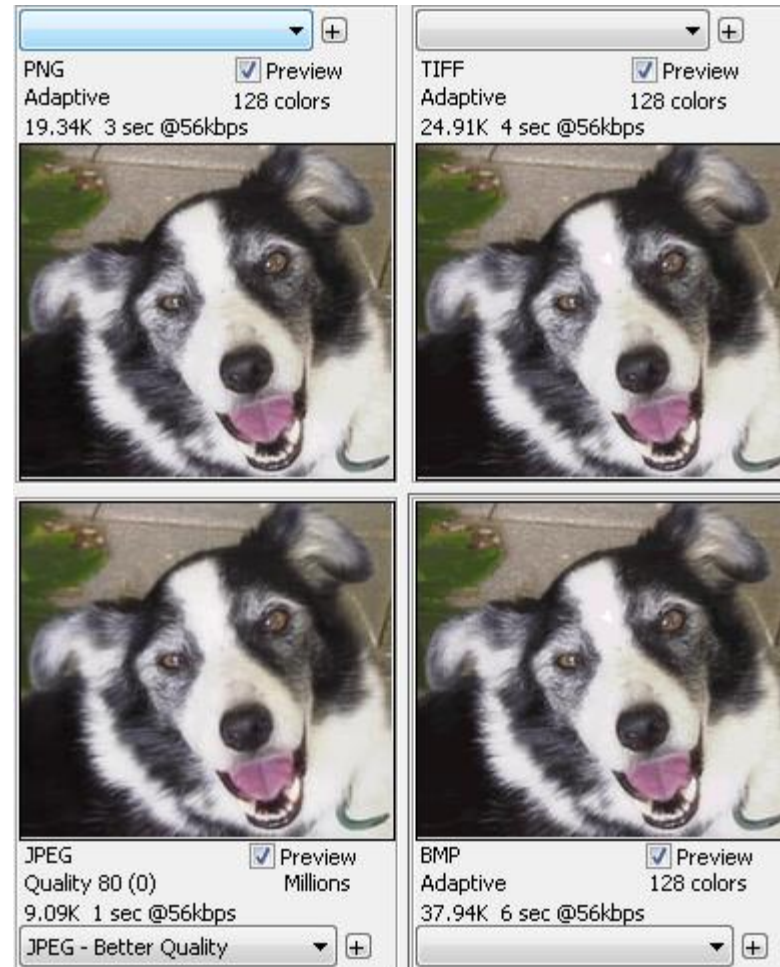 PNG Preview
Adaptive 128 colors
19.34K 3 sec @56kbps
TIFF Preview
Adaptive 128 colors
24.91K 4 sec @56kbps
JPEG Preview
Quality 80 (0) Millions
9.09K 1 sec @56kbps
JPEG - Better Quality
BMP Preview
Adaptive 128 colors
37.94K 6 sec @56kbps